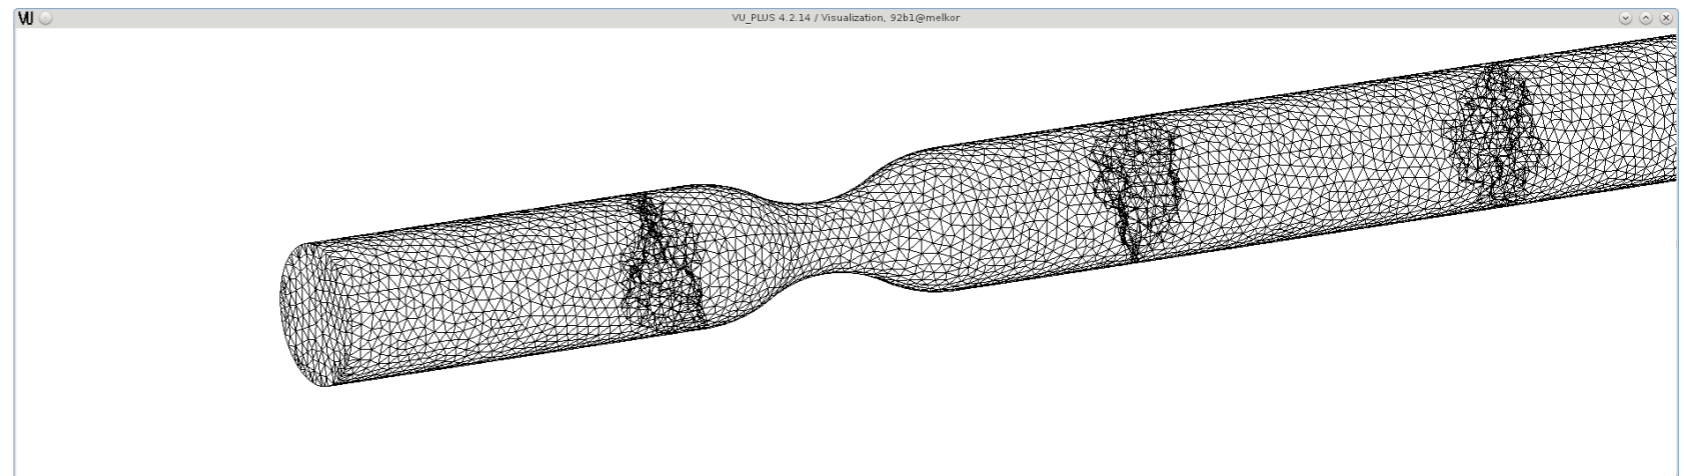 VU
VU_PLUS 4.2.14 / Visualization, 92b1@melkor